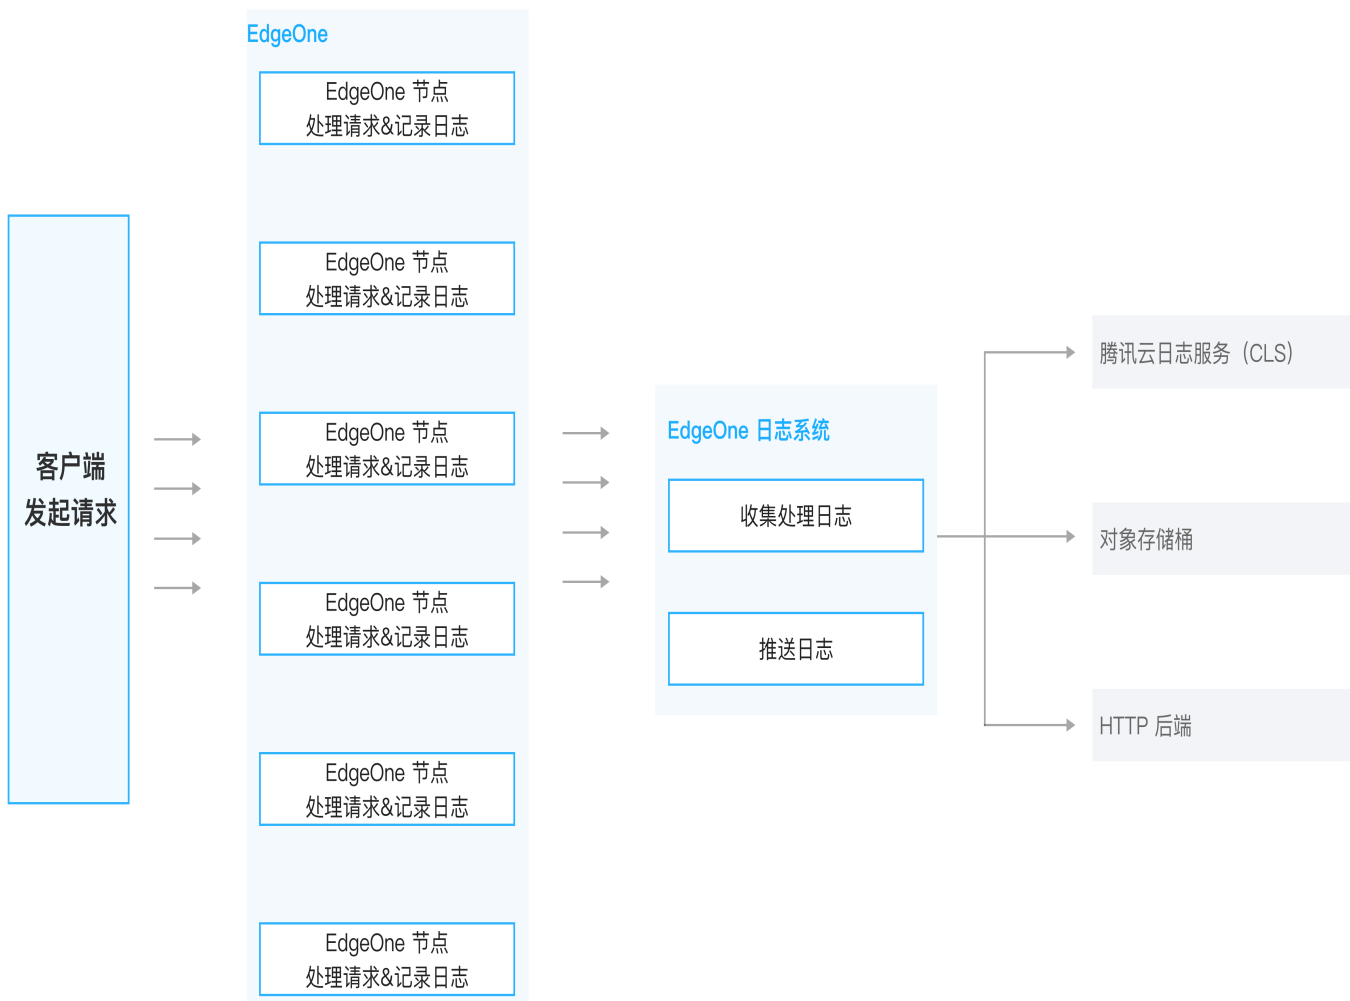 EdgeOne
EdgeOne 节点
处理请求&记录日志
EdgeOne 节点
处理请求&记录日志
EdgeOne 节点
处理请求&记录日志
EdgeOne 节点
处理请求&记录日志
EdgeOne 节点
处理请求&记录日志
EdgeOne 节点
处理请求&记录日志
客户端
发起请求
EdgeOne 日志系统
收集处理日志
推送日志
腾讯云日志服务（CLS）
对象存储桶
HTTP 后端